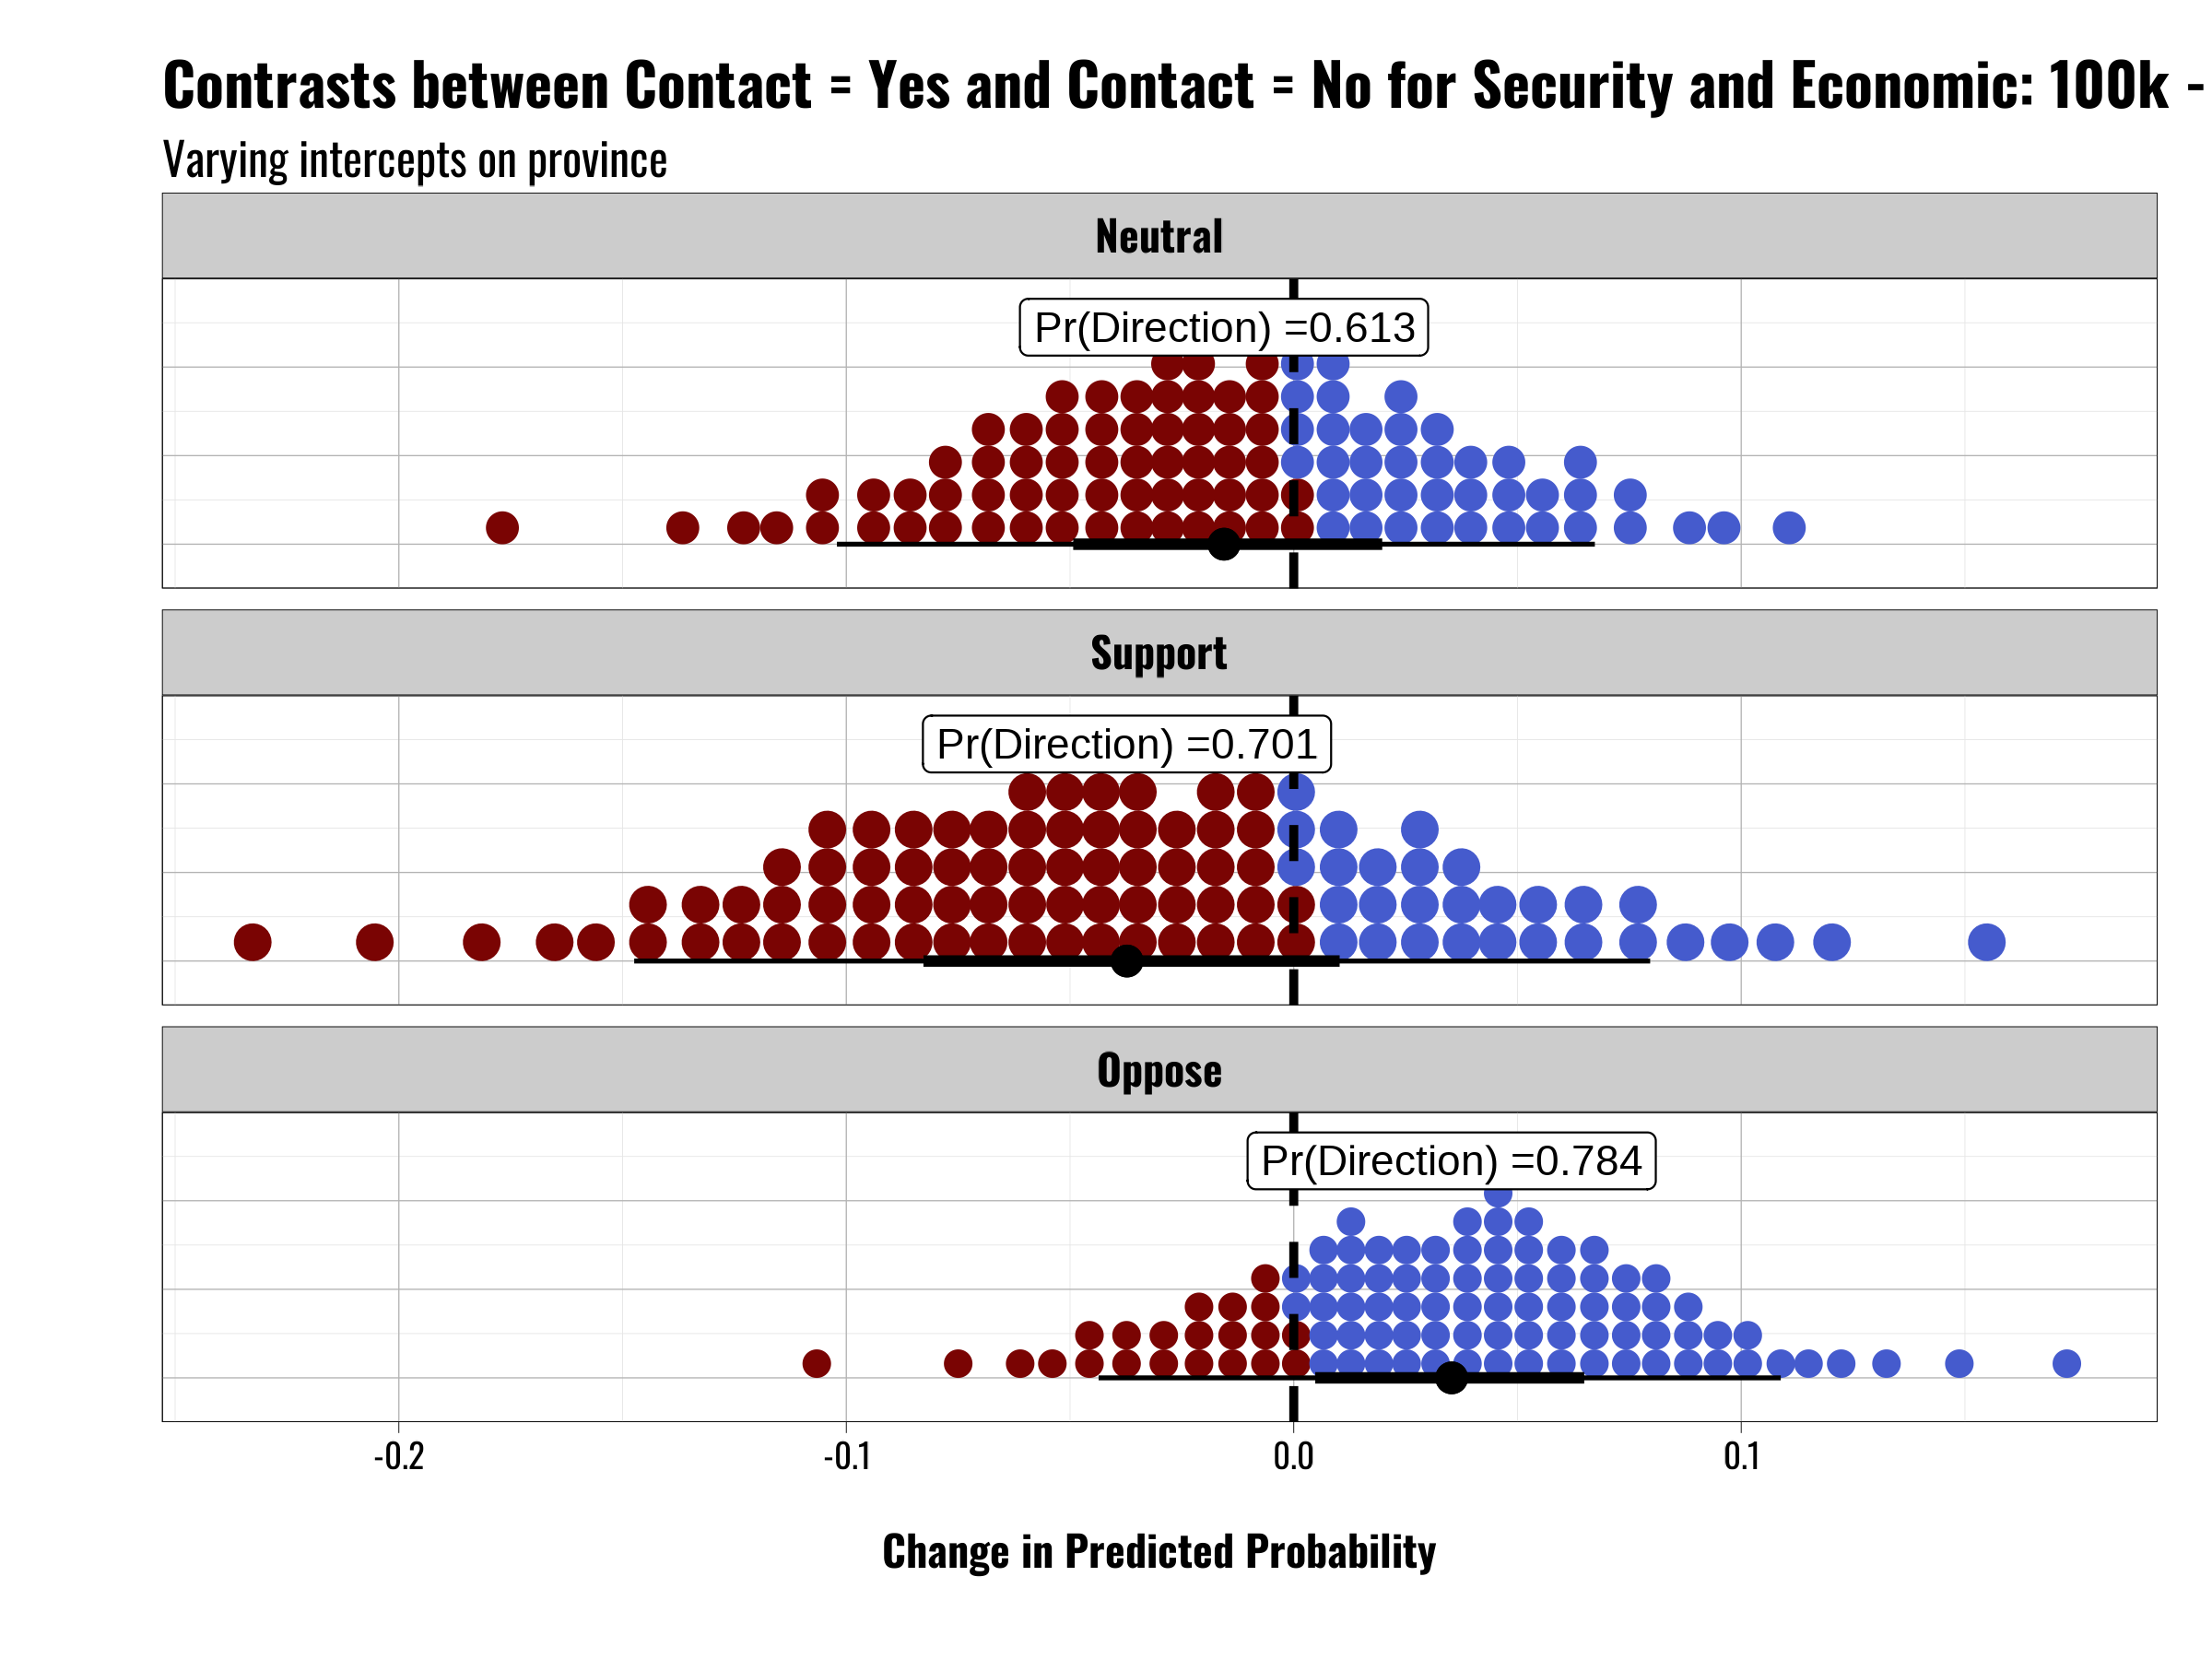 Contrasts between Contact = Yes and Contact = No for Security and Economic: 100k -
Varying intercepts on province
Neutral
Pr(Direction) =0.613
Support
Pr(Direction) =0.701
Oppose
Pr(Direction) =0.784
-0.2 -0.1 0.0 0.1
Change in Predicted Probability